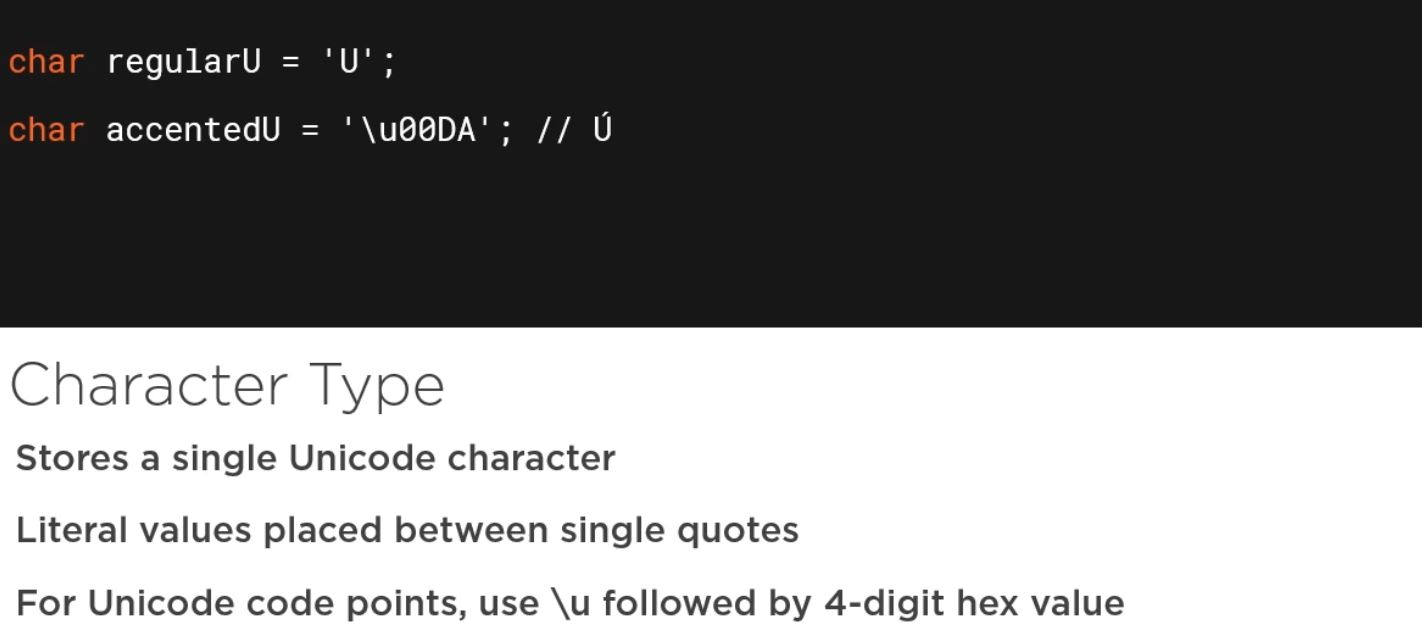 char regularU = 'U';
char accentedU = '\u00DA'; // Ú
Character Type
Stores a single Unicode character
Literal values placed between single quotes
For Unicode code points, use \u followed by 4-digit hex value